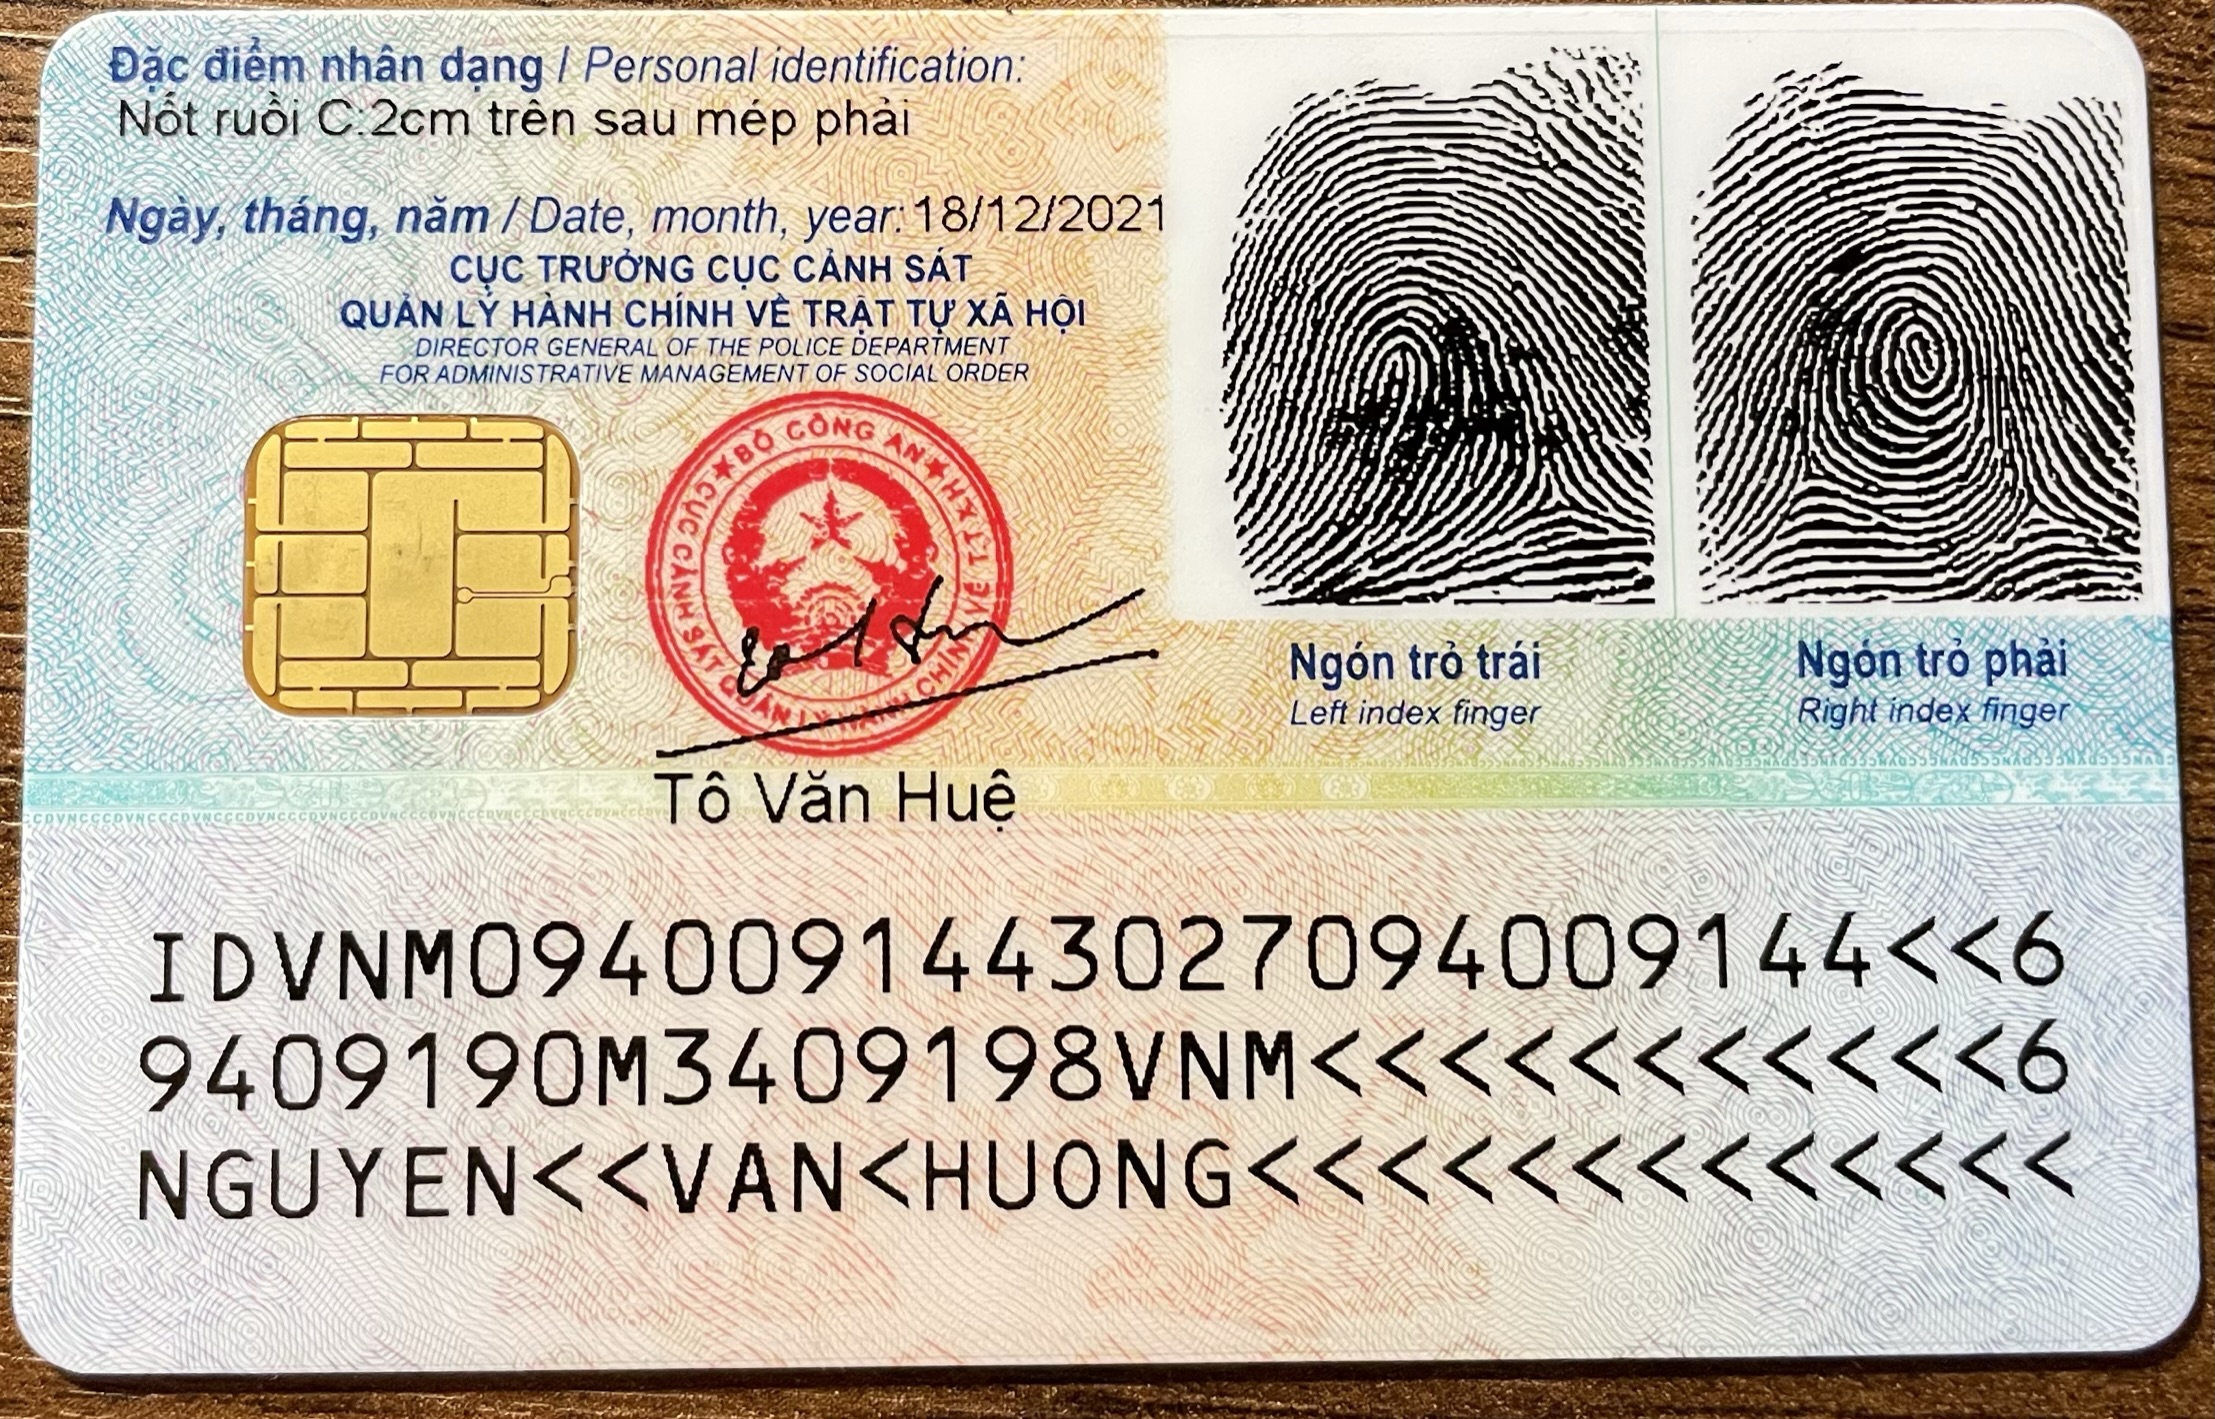 Đặc điểm nhân dạng / Personal identification:
Nốt ruồi C:2cm trên sau mép phải
Ngày, tháng, năm / Date, month, year: 18/12/2021
CỤC TRƯỞNG CỤC CẢNH SÁT
QUẢN LÝ HÀNH CHÍNH VỀ TRẬT TỰ XÃ HỘI
DIRECTOR GENERAL OF THE POLICE DEPARTMENT
FOR ADMINISTRATIVE MANAGEMENT OF SOCIAL ORDER
★ BỘ CÔNG AN ★
CỤC CẢNH SÁT QUẢN LÝ HÀNH CHÍNH VỀ TTXH
Tô Văn Huệ
Ngón trỏ trái
Left index finger
Ngón trỏ phải
Right index finger
IDVNM0940091443027094009144<<6
9409190M3409198VNM<<<<<<<<<<<6
NGUYEN<<VAN<HUONG<<<<<<<<<<<<<